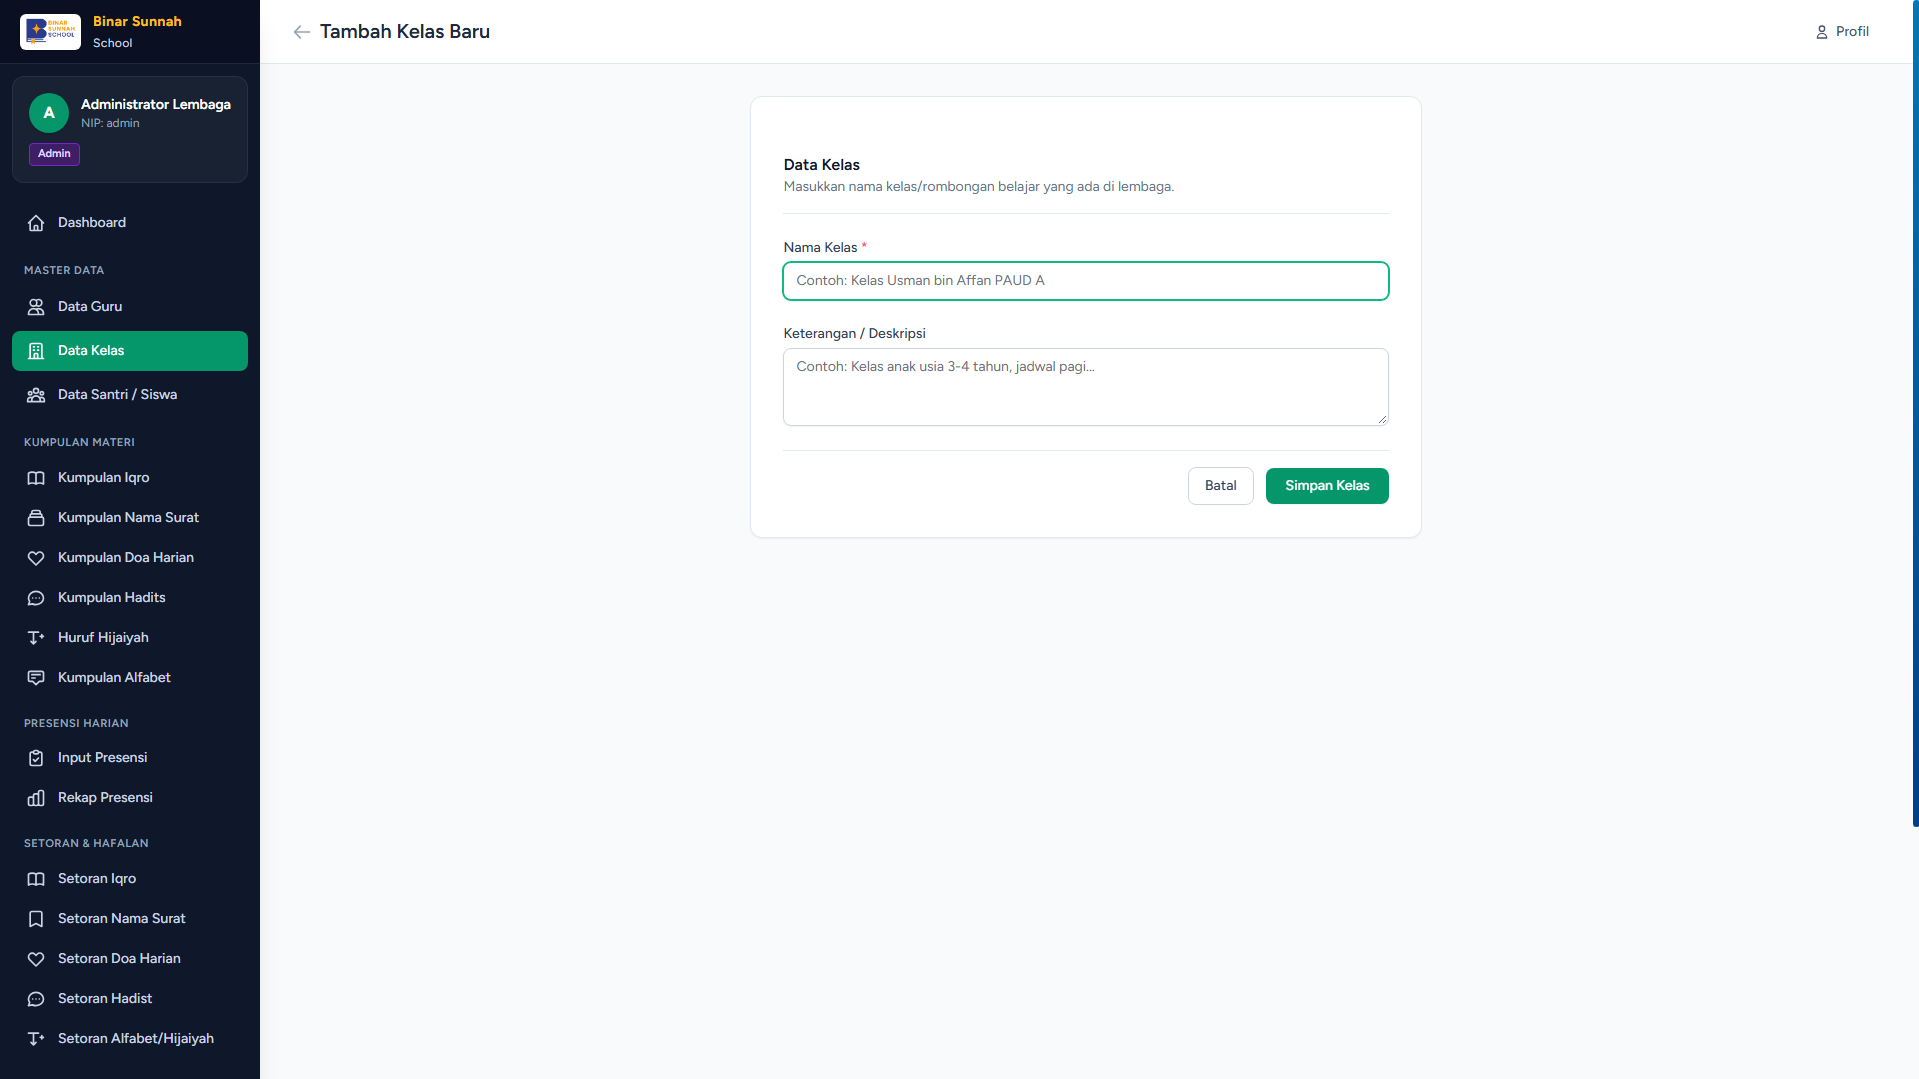 BINAR
SUNNAH
SCHOOL
Binar Sunnah
School
A
Administrator Lembaga
NIP: admin
Admin
Dashboard
MASTER DATA
Data Guru
Data Kelas
Data Santri / Siswa
KUMPULAN MATERI
Kumpulan Iqro
Kumpulan Nama Surat
Kumpulan Doa Harian
Kumpulan Hadits
Huruf Hijaiyah
Kumpulan Alfabet
PRESENSI HARIAN
Input Presensi
Rekap Presensi
SETORAN & HAFALAN
Setoran Iqro
Setoran Nama Surat
Setoran Doa Harian
Setoran Hadist
Setoran Alfabet/Hijaiyah
Tambah Kelas Baru
Profil
Data Kelas
Masukkan nama kelas/rombongan belajar yang ada di lembaga.
Nama Kelas *
Contoh: Kelas Usman bin Affan PAUD A
Keterangan / Deskripsi
Contoh: Kelas anak usia 3-4 tahun, jadwal pagi...
Batal
Simpan Kelas